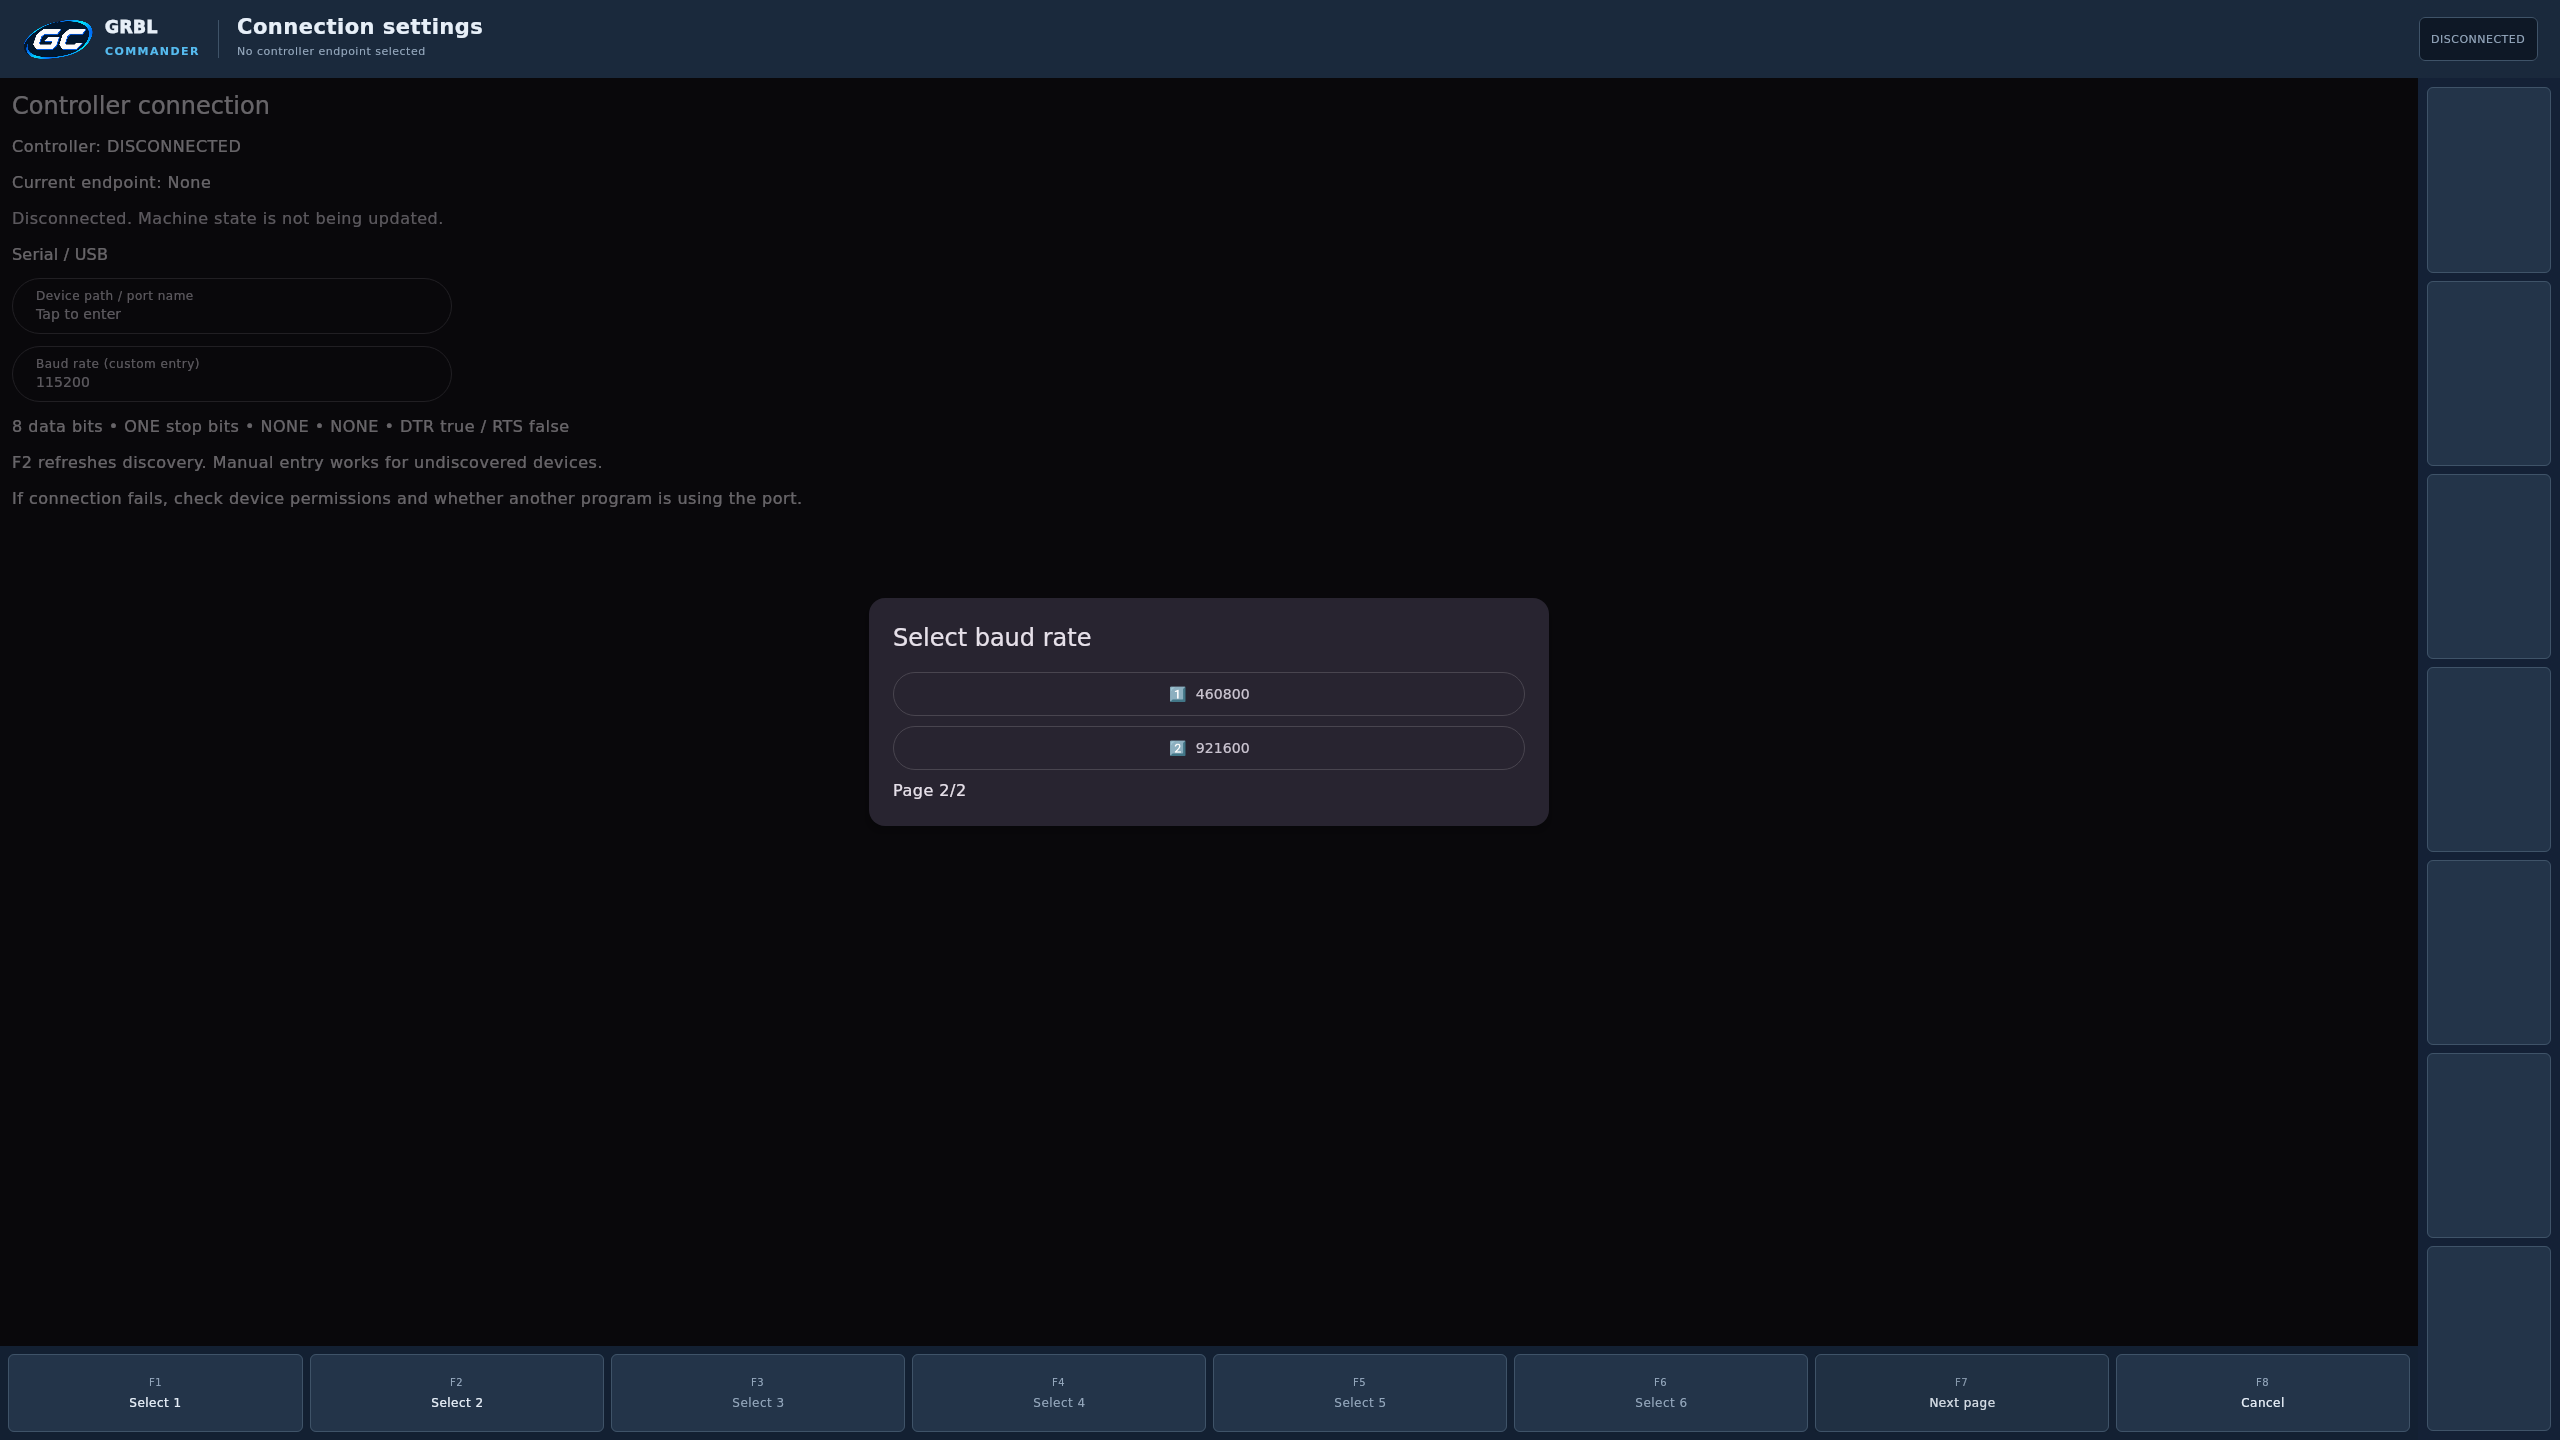 GC
GRBL
COMMANDER
Connection settings
No controller endpoint selected
DISCONNECTED
Controller connection
Controller: DISCONNECTED
Current endpoint: None
Disconnected. Machine state is not being updated.
Serial / USB
Device path / port name
Tap to enter
Baud rate (custom entry)
115200
8 data bits • ONE stop bits • NONE • NONE • DTR true / RTS false
F2 refreshes discovery. Manual entry works for undiscovered devices.
If connection fails, check device permissions and whether another program is using the port.
Select baud rate
1️⃣ 460800
2️⃣ 921600
Page 2/2
F1
Select 1
F2
Select 2
F3
Select 3
F4
Select 4
F5
Select 5
F6
Select 6
F7
Next page
F8
Cancel